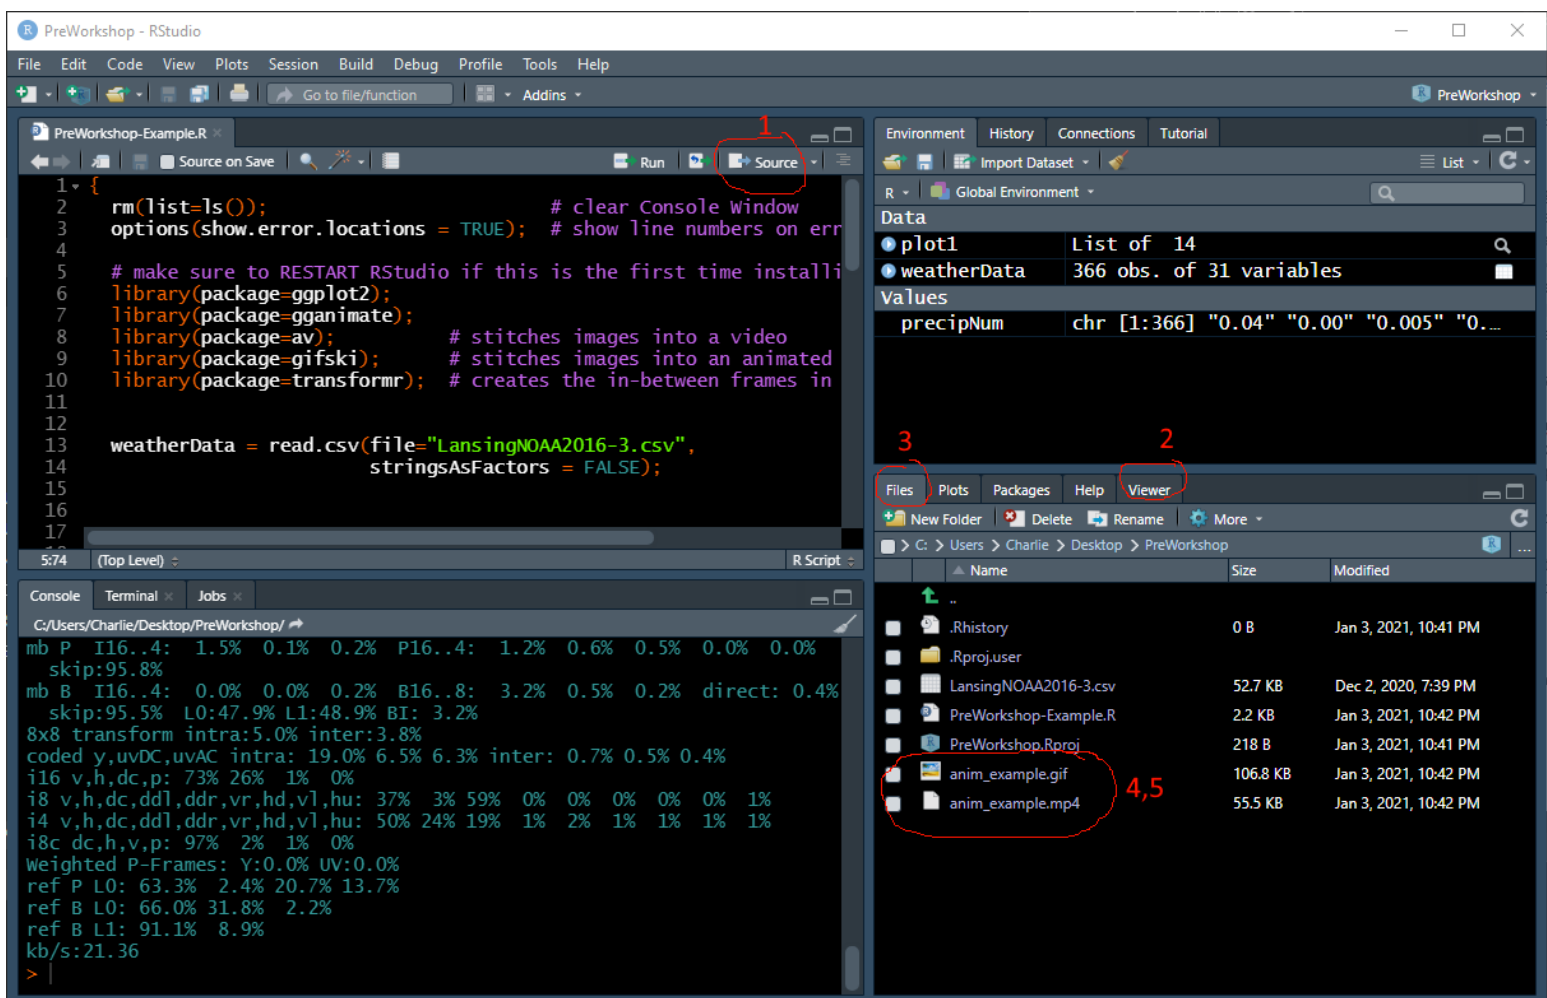 PreWorkshop - RStudio
File Edit Code View Plots Session Build Debug Profile Tools Help
Go to file/function Addins PreWorkshop
PreWorkshop-Example.R
1
Source on Save Run Source
1 {
2 rm(list=ls()); # clear Console Window
3 options(show.error.locations = TRUE); # show line numbers on err
4
5 # make sure to RESTART RStudio if this is the first time installi
6 library(package=ggplot2);
7 library(package=gganimate);
8 library(package=av); # stitches images into a video
9 library(package=gifski); # stitches images into an animated
10 library(package=transformr); # creates the in-between frames in
11
12
13 weatherData = read.csv(file="LansingNOAA2016-3.csv",
14 stringsAsFactors = FALSE);
15
16
17
5:74 (Top Level) R Script
Console Terminal Jobs
C:/Users/Charlie/Desktop/PreWorkshop/
mb P I16..4: 1.5% 0.1% 0.2% P16..4: 1.2% 0.6% 0.5% 0.0% 0.0%
skip:95.8%
mb B I16..4: 0.0% 0.0% 0.2% B16..8: 3.2% 0.5% 0.2% direct: 0.4%
skip:95.5% L0:47.9% L1:48.9% BI: 3.2%
8x8 transform intra:5.0% inter:3.8%
coded y,uvDC,uvAC intra: 19.0% 6.5% 6.3% inter: 0.7% 0.5% 0.4%
i16 v,h,dc,p: 73% 26% 1% 0%
i8 v,h,dc,ddl,ddr,vr,hd,vl,hu: 37% 3% 59% 0% 0% 0% 0% 0% 1%
i4 v,h,dc,ddl,ddr,vr,hd,vl,hu: 50% 24% 19% 1% 2% 1% 1% 1% 1%
i8c dc,h,v,p: 97% 2% 1% 0%
Weighted P-Frames: Y:0.0% UV:0.0%
ref P L0: 63.3% 2.4% 20.7% 13.7%
ref B L0: 66.0% 31.8% 2.2%
ref B L1: 91.1% 8.9%
kb/s:21.36
>
Environment History Connections Tutorial
Import Dataset List
R Global Environment
Data
plot1 List of 14
weatherData 366 obs. of 31 variables
Values
precipNum chr [1:366] "0.04" "0.00" "0.005" "0.…
3 2
Files Plots Packages Help Viewer
New Folder Delete Rename More
C: > Users > Charlie > Desktop > PreWorkshop ...
Name Size Modified
..
.Rhistory 0 B Jan 3, 2021, 10:41 PM
.Rproj.user
LansingNOAA2016-3.csv 52.7 KB Dec 2, 2020, 7:39 PM
PreWorkshop-Example.R 2.2 KB Jan 3, 2021, 10:42 PM
PreWorkshop.Rproj 218 B Jan 3, 2021, 10:41 PM
anim_example.gif 106.8 KB Jan 3, 2021, 10:42 PM
4,5
anim_example.mp4 55.5 KB Jan 3, 2021, 10:42 PM